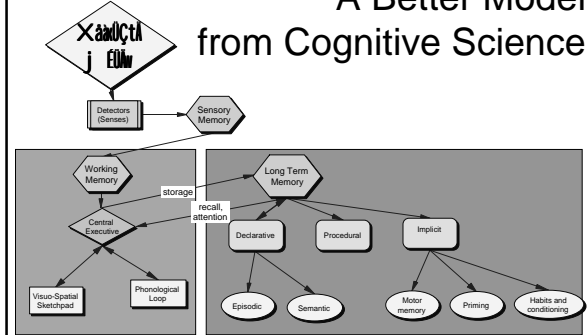 A Better Model
from Cognitive Science
Detectors
(Senses)
Sensory
Memory
Working
Memory
Long Term
Memory
storage
recall,
attention
Central
Executive
Declarative
Procedural
Implicit
Visuo-Spatial
Sketchpad
Phonological
Loop
Episodic
Semantic
Motor
memory
Priming
Habits and
conditioning